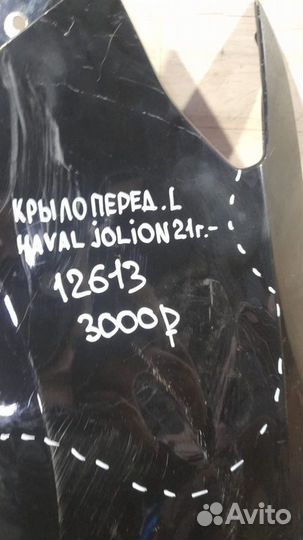 КРЫЛО ПЕРЕД. L
HAVAL JOLION 21г.-
12613
3000₽
Avito